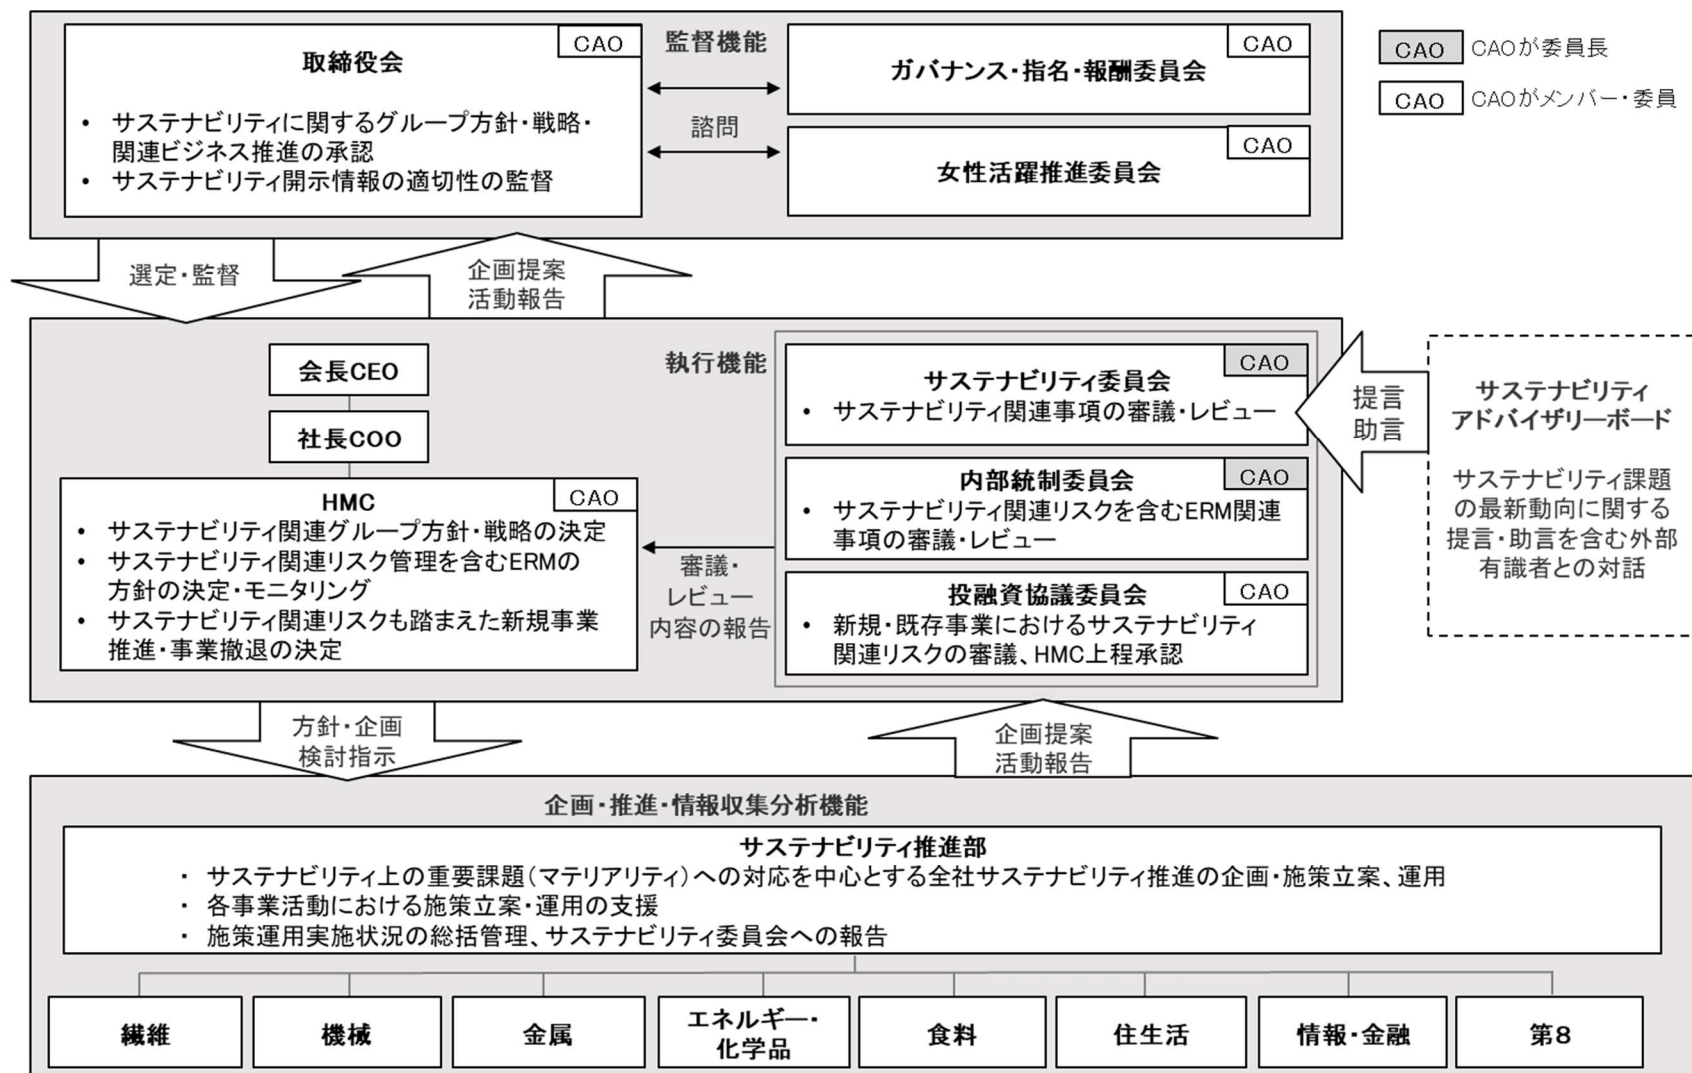 取締役会
CAO
・ サステナビリティに関するグループ方針・戦略・
関連ビジネス推進の承認
・ サステナビリティ開示情報の適切性の監督
監督機能
諮問
ガバナンス・指名・報酬委員会
CAO
女性活躍推進委員会
CAO
CAO CAOが委員長
CAO CAOがメンバー・委員
選定・監督
企画提案
活動報告
会長CEO
社長COO
HMC
CAO
・ サステナビリティ関連グループ方針・戦略の決定
・ サステナビリティ関連リスク管理を含むERMの
方針の決定・モニタリング
・ サステナビリティ関連リスクも踏まえた新規事業
推進・事業撤退の決定
執行機能
審議・
レビュー
内容の報告
サステナビリティ委員会
CAO
・ サステナビリティ関連事項の審議・レビュー
内部統制委員会
CAO
・ サステナビリティ関連リスクを含むERM関連
事項の審議・レビュー
投融資協議委員会
CAO
・ 新規・既存事業におけるサステナビリティ
関連リスクの審議、HMC上程承認
提言
助言
サステナビリティ
アドバイザリーボード
サステナビリティ課題
の最新動向に関する
提言・助言を含む外部
有識者との対話
方針・企画
検討指示
企画提案
活動報告
企画・推進・情報収集分析機能
サステナビリティ推進部
・ サステナビリティ上の重要課題(マテリアリティ)への対応を中心とする全社サステナビリティ推進の企画・施策立案、運用
・ 各事業活動における施策立案・運用の支援
・ 施策運用実施状況の総括管理、サステナビリティ委員会への報告
繊維
機械
金属
エネルギー・
化学品
食料
住生活
情報・金融
第8